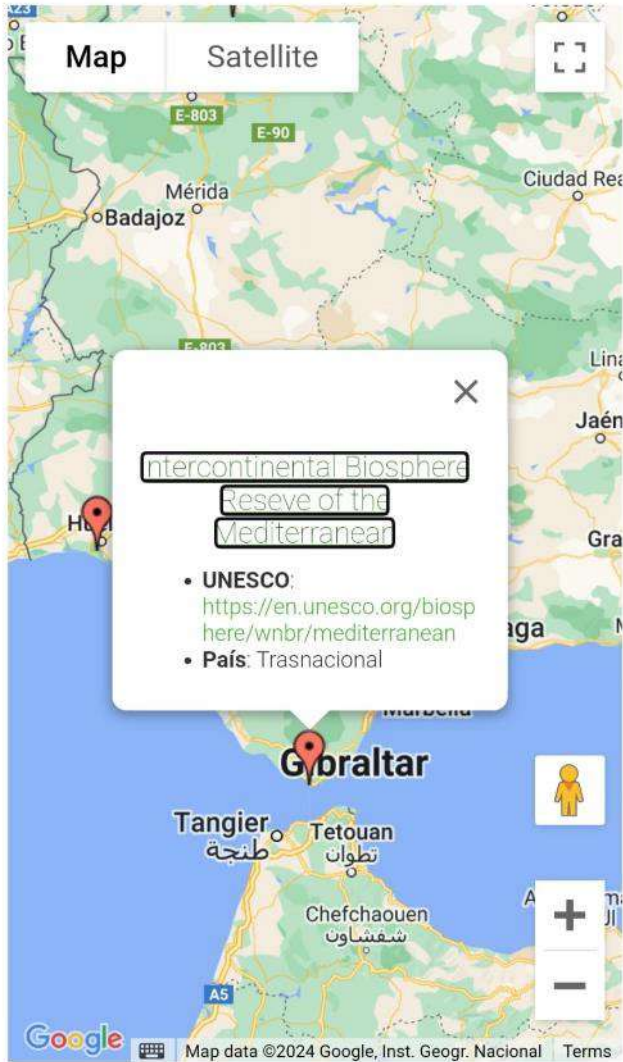 A23
Map
Satellite
E-803
E-90
Mérida
Badajoz
Ciudad Rea
E-803
Lina
Jaén
ntercontinental Biosphere
Reseve of the
Mediterranean
Gra
UNESCO:
https://en.unesco.org/biosp
here/wnbr/mediterranean
País: Trasnacional
aga
Marbella
Gibraltar
Tangier
طنجة
Tetouan
تطوان
Chefchaouen
شفشاون
A5
Google
Map data ©2024 Google, Inst. Geogr. Nacional
Terms